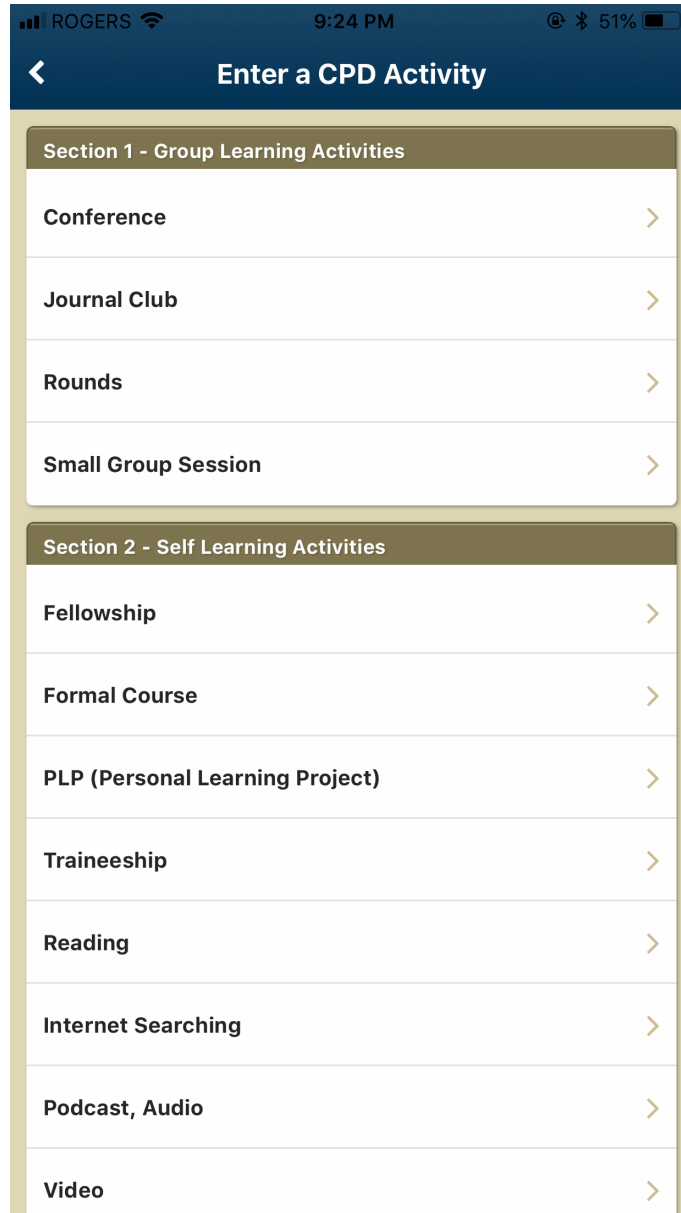 ROGERS 9:24 PM 51%
Enter a CPD Activity
Section 1 - Group Learning Activities
Conference
Journal Club
Rounds
Small Group Session
Section 2 - Self Learning Activities
Fellowship
Formal Course
PLP (Personal Learning Project)
Traineeship
Reading
Internet Searching
Podcast, Audio
Video